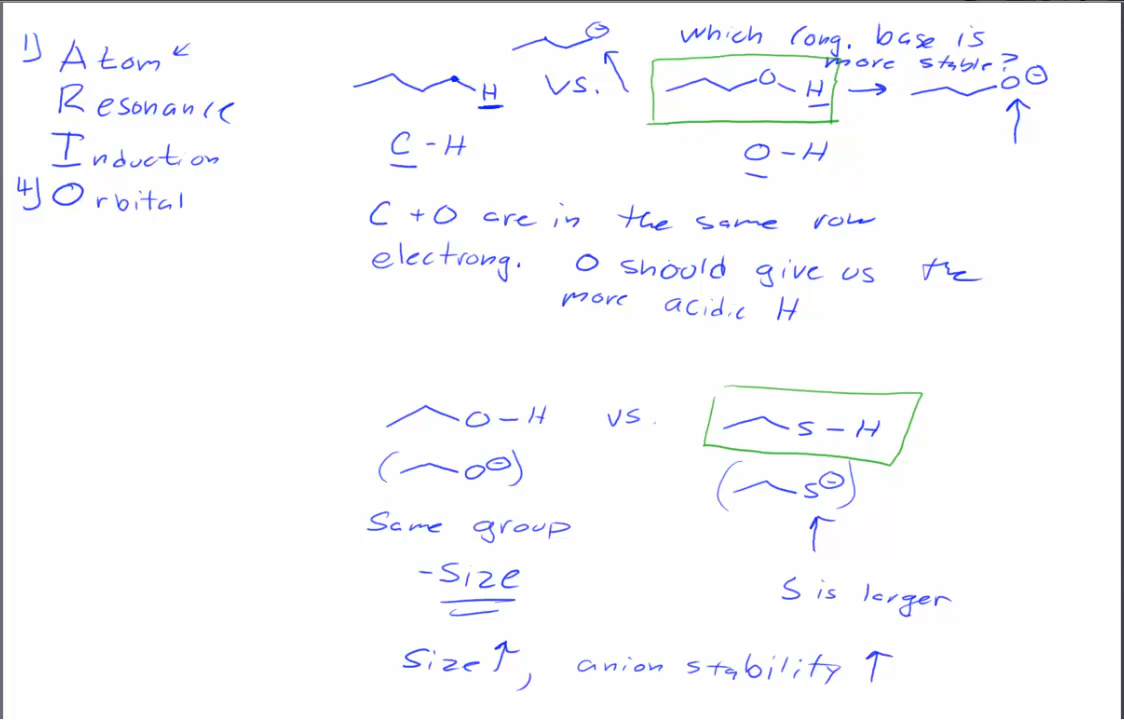 1) Atom
Resonance
Induction
4) Orbital
which conj. base is
more stable?
H
vs.
O
H
O
C - H
O - H
C + O are in the same row
electroneg. O should give us the
more acidic H
O - H
vs.
S - H
(O⊖)
(S⊖)
Same group
- Size
S is larger
Size ↑, anion stability ↑